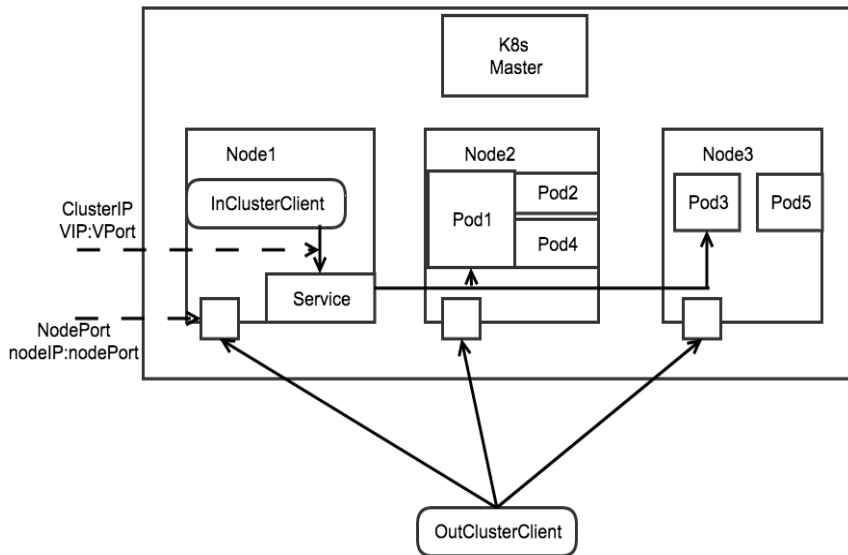 K8s
Master
Node1
Node2
Node3
InClusterClient
Pod1
Pod2
Pod3
Pod5
ClusterIP
VIP:VPort
Pod4
Service
NodePort
nodeIP:nodePort
OutClusterClient